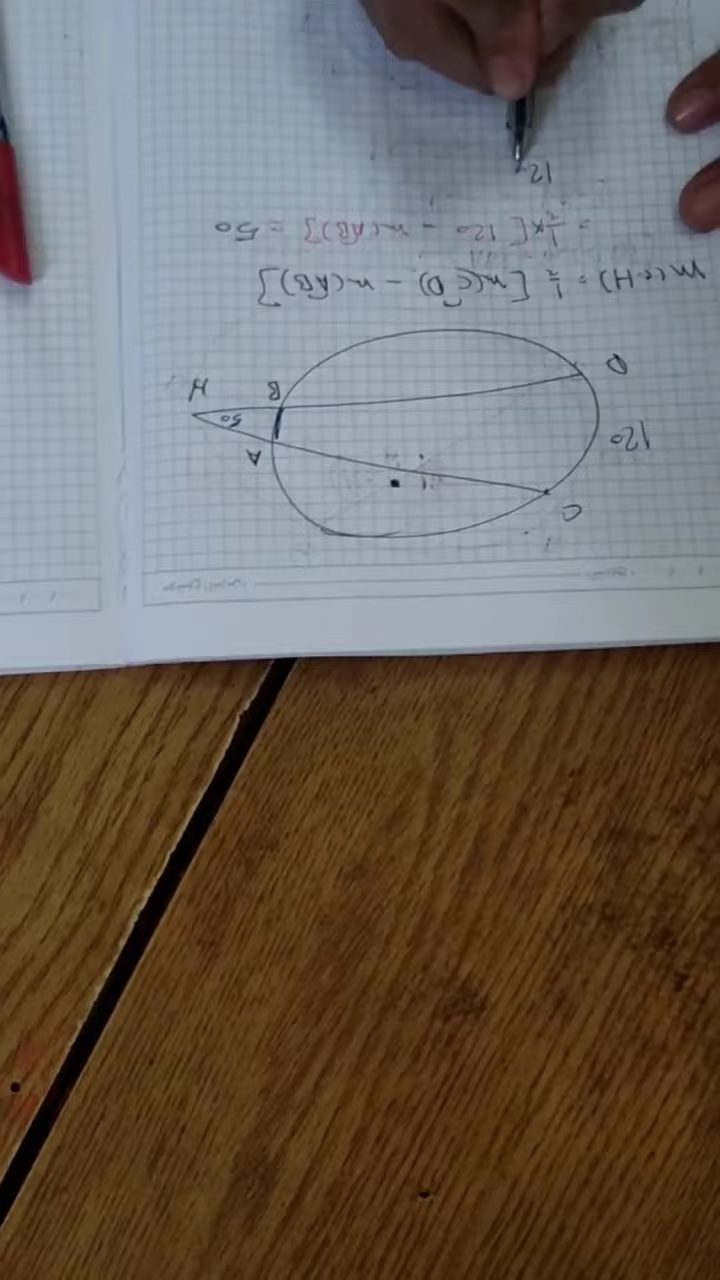 C
120
D
A
50
B
H
m(<H) = 1/2 [m(CD) - m(AB)]
= 1/2 x [120 - m(AB)] = 50
12